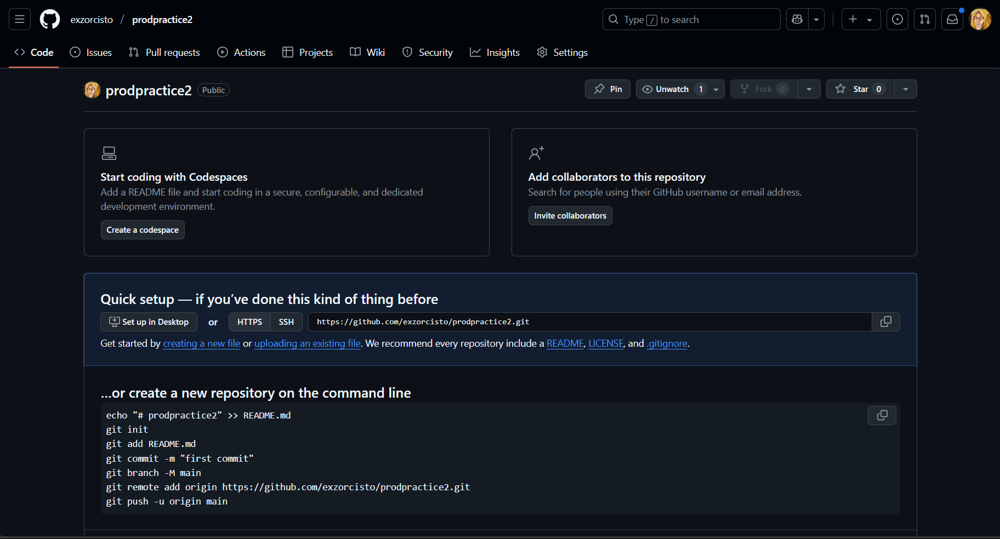 exzorcisto / prodpractice2
Type / to search
Code Issues Pull requests Actions Projects Wiki Security Insights Settings
prodpractice2 Public
Pin Unwatch 1 Fork 0 Star 0
Start coding with Codespaces
Add a README file and start coding in a secure, configurable, and dedicated
development environment.
Create a codespace
Add collaborators to this repository
Search for people using their GitHub username or email address.
Invite collaborators
Quick setup — if you’ve done this kind of thing before
Set up in Desktop or HTTPS SSH https://github.com/exzorcisto/prodpractice2.git
Get started by creating a new file or uploading an existing file. We recommend every repository include a README, LICENSE, and .gitignore.
…or create a new repository on the command line
echo "# prodpractice2" >> README.md
git init
git add README.md
git commit -m "first commit"
git branch -M main
git remote add origin https://github.com/exzorcisto/prodpractice2.git
git push -u origin main